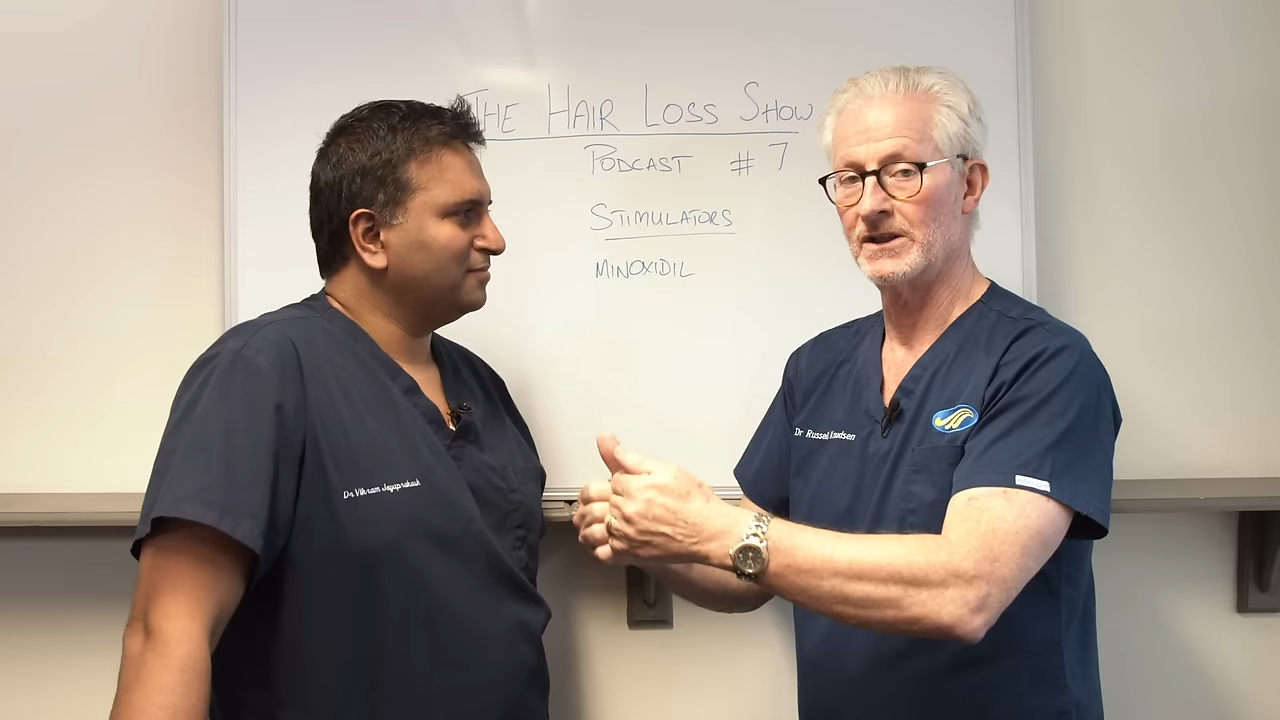 THE HAIR LOSS SHOW
PODCAST # 7
STIMULATORS
MINOXIDIL
Dr Vikram Jayaprakash
Dr Russell Knudsen